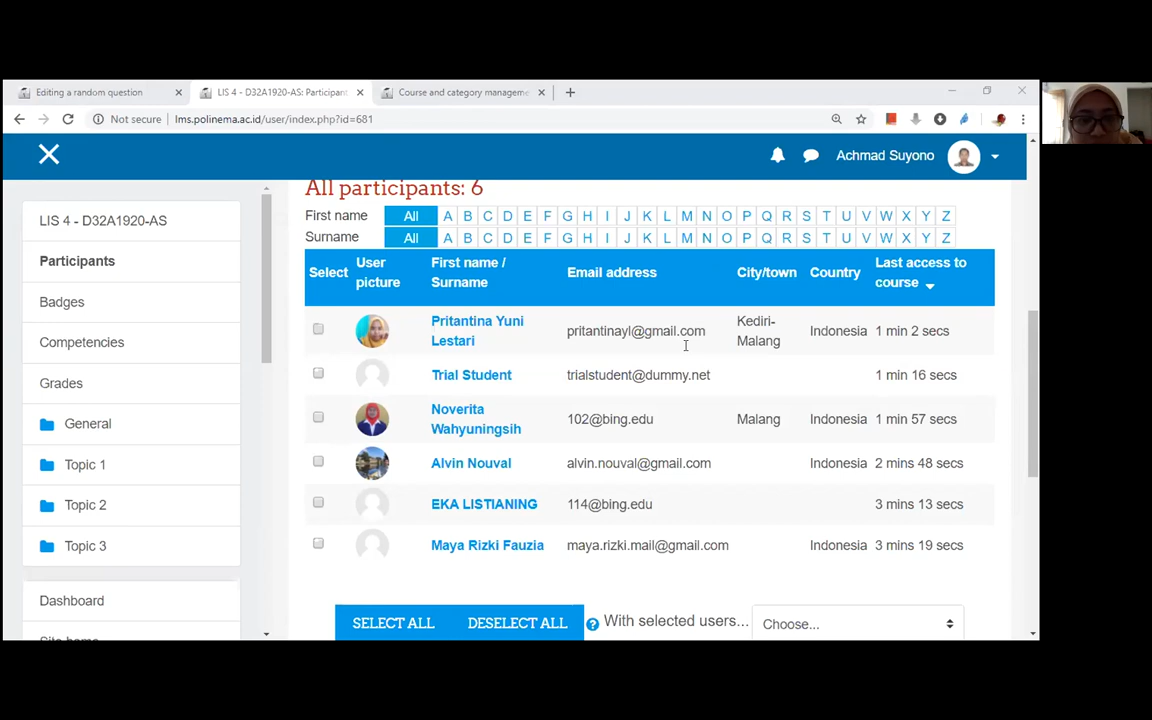 Editing a random question
LIS 4 - D32A1920-AS: Participant
Course and category manageme
Not secure
lms.polinema.ac.id/user/index.php?id=681
Achmad Suyono
LIS 4 - D32A1920-AS
Participants
Badges
Competencies
Grades
General
Topic 1
Topic 2
Topic 3
Dashboard
Site home
All participants: 6
First name All A B C D E F G H I J K L M N O P Q R S T U V W X Y Z
Surname All A B C D E F G H I J K L M N O P Q R S T U V W X Y Z
Select User picture First name / Surname Email address City/town Country Last access to course
Pritantina Yuni Lestari pritantinayl@gmail.com Kediri-Malang Indonesia 1 min 2 secs
Trial Student trialstudent@dummy.net 1 min 16 secs
Noverita Wahyuningsih 102@bing.edu Malang Indonesia 1 min 57 secs
Alvin Nouval alvin.nouval@gmail.com Indonesia 2 mins 48 secs
EKA LISTIANING 114@bing.edu 3 mins 13 secs
Maya Rizki Fauzia maya.rizki.mail@gmail.com Indonesia 3 mins 19 secs
SELECT ALL DESELECT ALL With selected users... Choose...